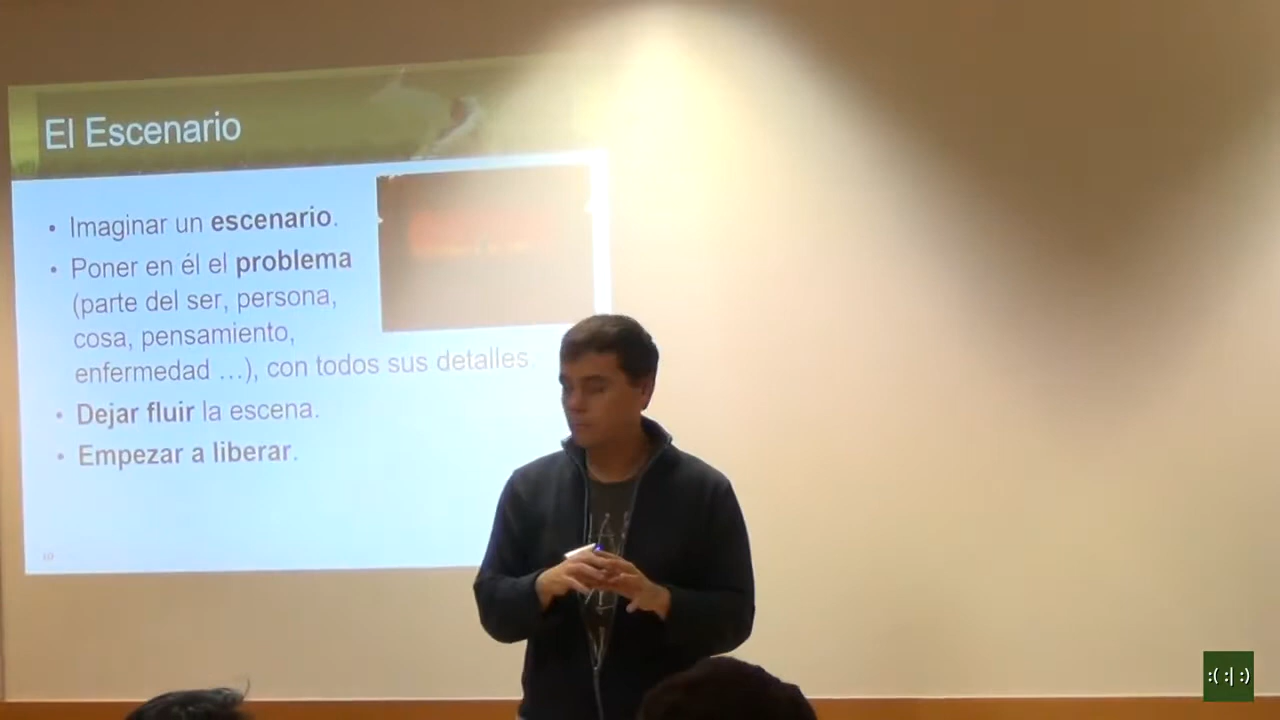 El Escenario
• Imaginar un escenario.
• Poner en él el problema
(parte del ser, persona,
cosa, pensamiento,
enfermedad …), con todos sus detalles.
• Dejar fluir la escena.
• Empezar a liberar.
:( :| :)